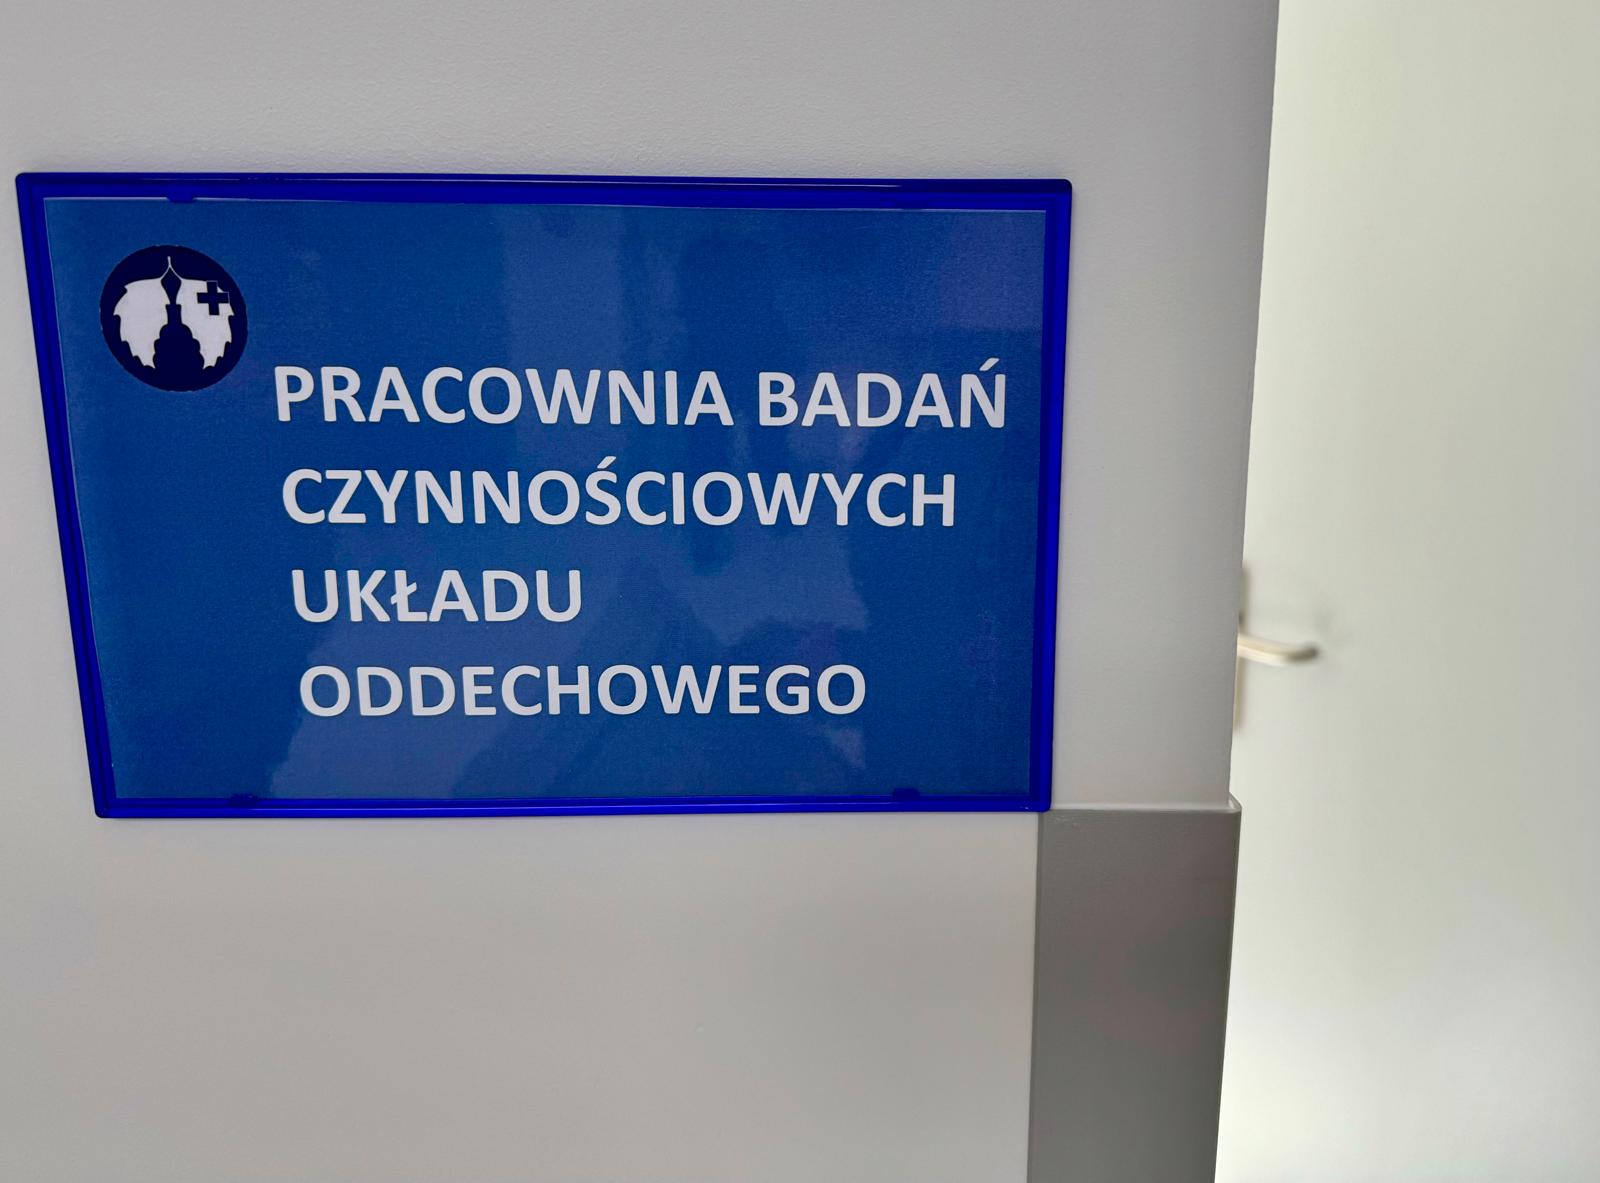 PRACOWNIA BADAŃ
CZYNNOŚCIOWYCH
UKŁADU
ODDECHOWEGO